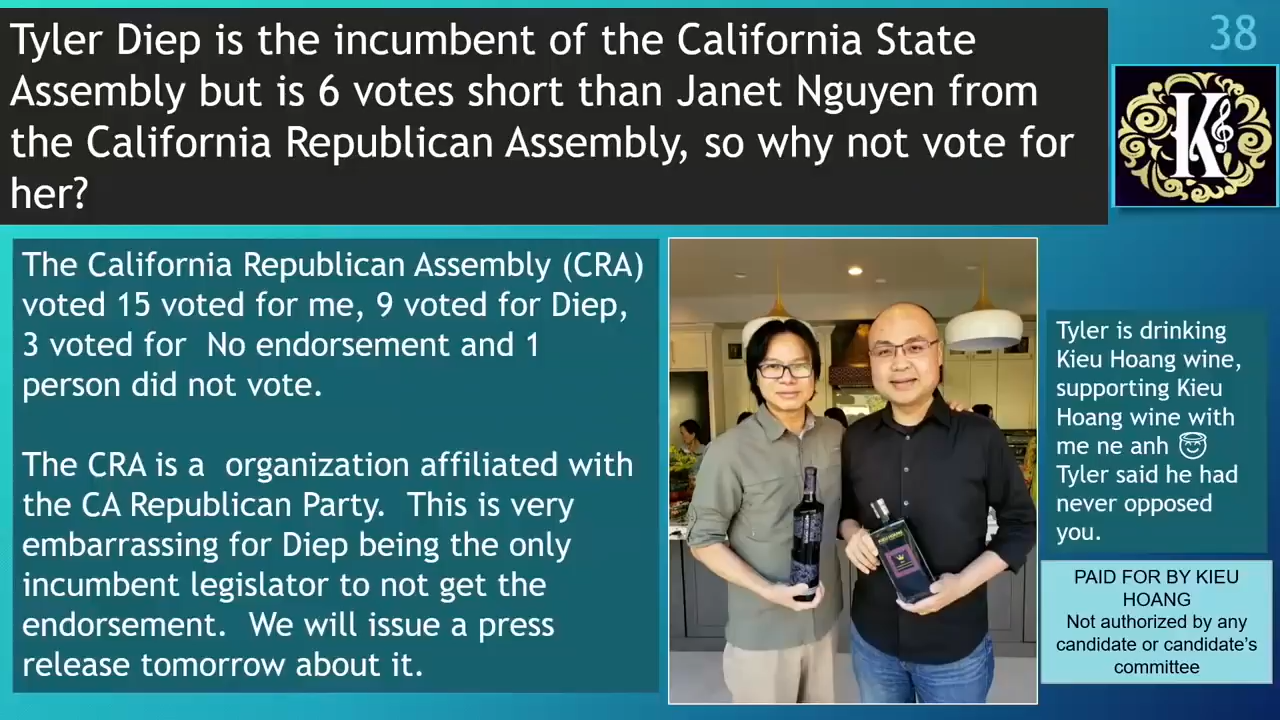 Tyler Diep is the incumbent of the California State
Assembly but is 6 votes short than Janet Nguyen from
the California Republican Assembly, so why not vote for
her?
38
K
The California Republican Assembly (CRA)
voted 15 voted for me, 9 voted for Diep,
3 voted for No endorsement and 1
person did not vote.
The CRA is a organization affiliated with
the CA Republican Party. This is very
embarrassing for Diep being the only
incumbent legislator to not get the
endorsement. We will issue a press
release tomorrow about it.
Tyler is drinking
Kieu Hoang wine,
supporting Kieu
Hoang wine with
me ne anh 😇
Tyler said he had
never opposed
you.
PAID FOR BY KIEU
HOANG
Not authorized by any
candidate or candidate’s
committee